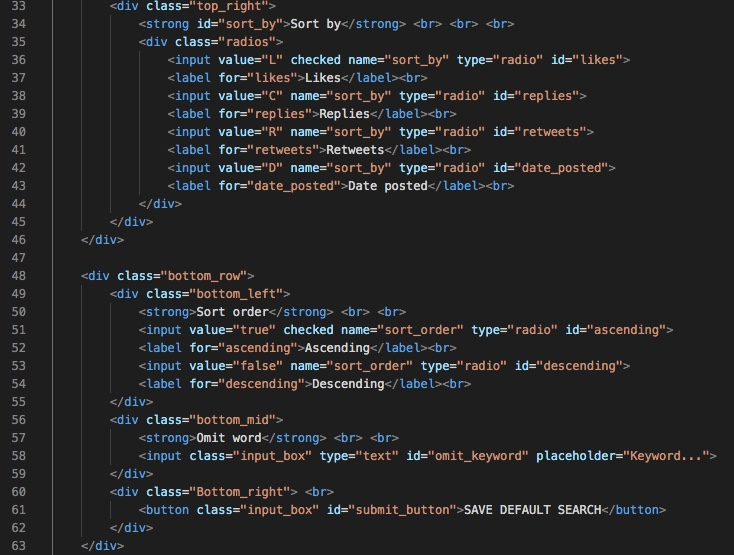 33 <div class="top_right">
34 <strong id="sort_by">Sort by</strong> <br> <br> <br>
35 <div class="radios">
36 <input value="L" checked name="sort_by" type="radio" id="likes">
37 <label for="likes">Likes</label><br>
38 <input value="C" name="sort_by" type="radio" id="replies">
39 <label for="replies">Replies</label><br>
40 <input value="R" name="sort_by" type="radio" id="retweets">
41 <label for="retweets">Retweets</label><br>
42 <input value="D" name="sort_by" type="radio" id="date_posted">
43 <label for="date_posted">Date posted</label><br>
44 </div>
45 </div>
46 </div>
47
48 <div class="bottom_row">
49 <div class="bottom_left">
50 <strong>Sort order</strong> <br> <br>
51 <input value="true" checked name="sort_order" type="radio" id="ascending">
52 <label for="ascending">Ascending</label><br>
53 <input value="false" name="sort_order" type="radio" id="descending">
54 <label for="descending">Descending</label><br>
55 </div>
56 <div class="bottom_mid">
57 <strong>Omit word</strong> <br> <br>
58 <input class="input_box" type="text" id="omit_keyword" placeholder="Keyword...">
59 </div>
60 <div class="Bottom_right"> <br>
61 <button class="input_box" id="submit_button">SAVE DEFAULT SEARCH</button>
62 </div>
63 </div>